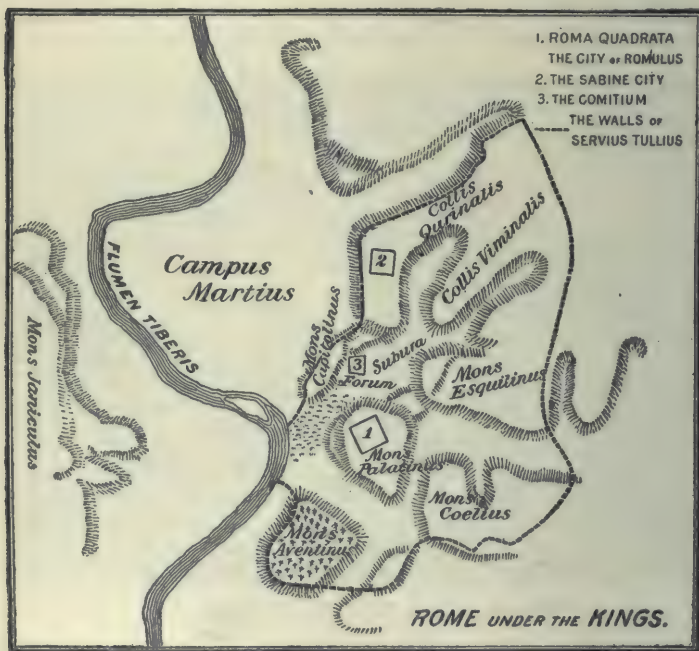 1. ROMA QUADRATA
THE CITY OF ROMULUS
2. THE SABINE CITY
3. THE COMITIUM
THE WALLS OF
SERVIUS TULLIUS
Collis
Qurinalis
Collis Viminalis
2
Campus
Martius
FLUMEN TIBERIS
Mons Janiculus
Mons
Capitolinus
3
Subura
Forum
Mons
Esquilinus
1
Mons
Palatinus
Mons
Coelius
Mons
Aventinus
ROME UNDER THE KINGS.